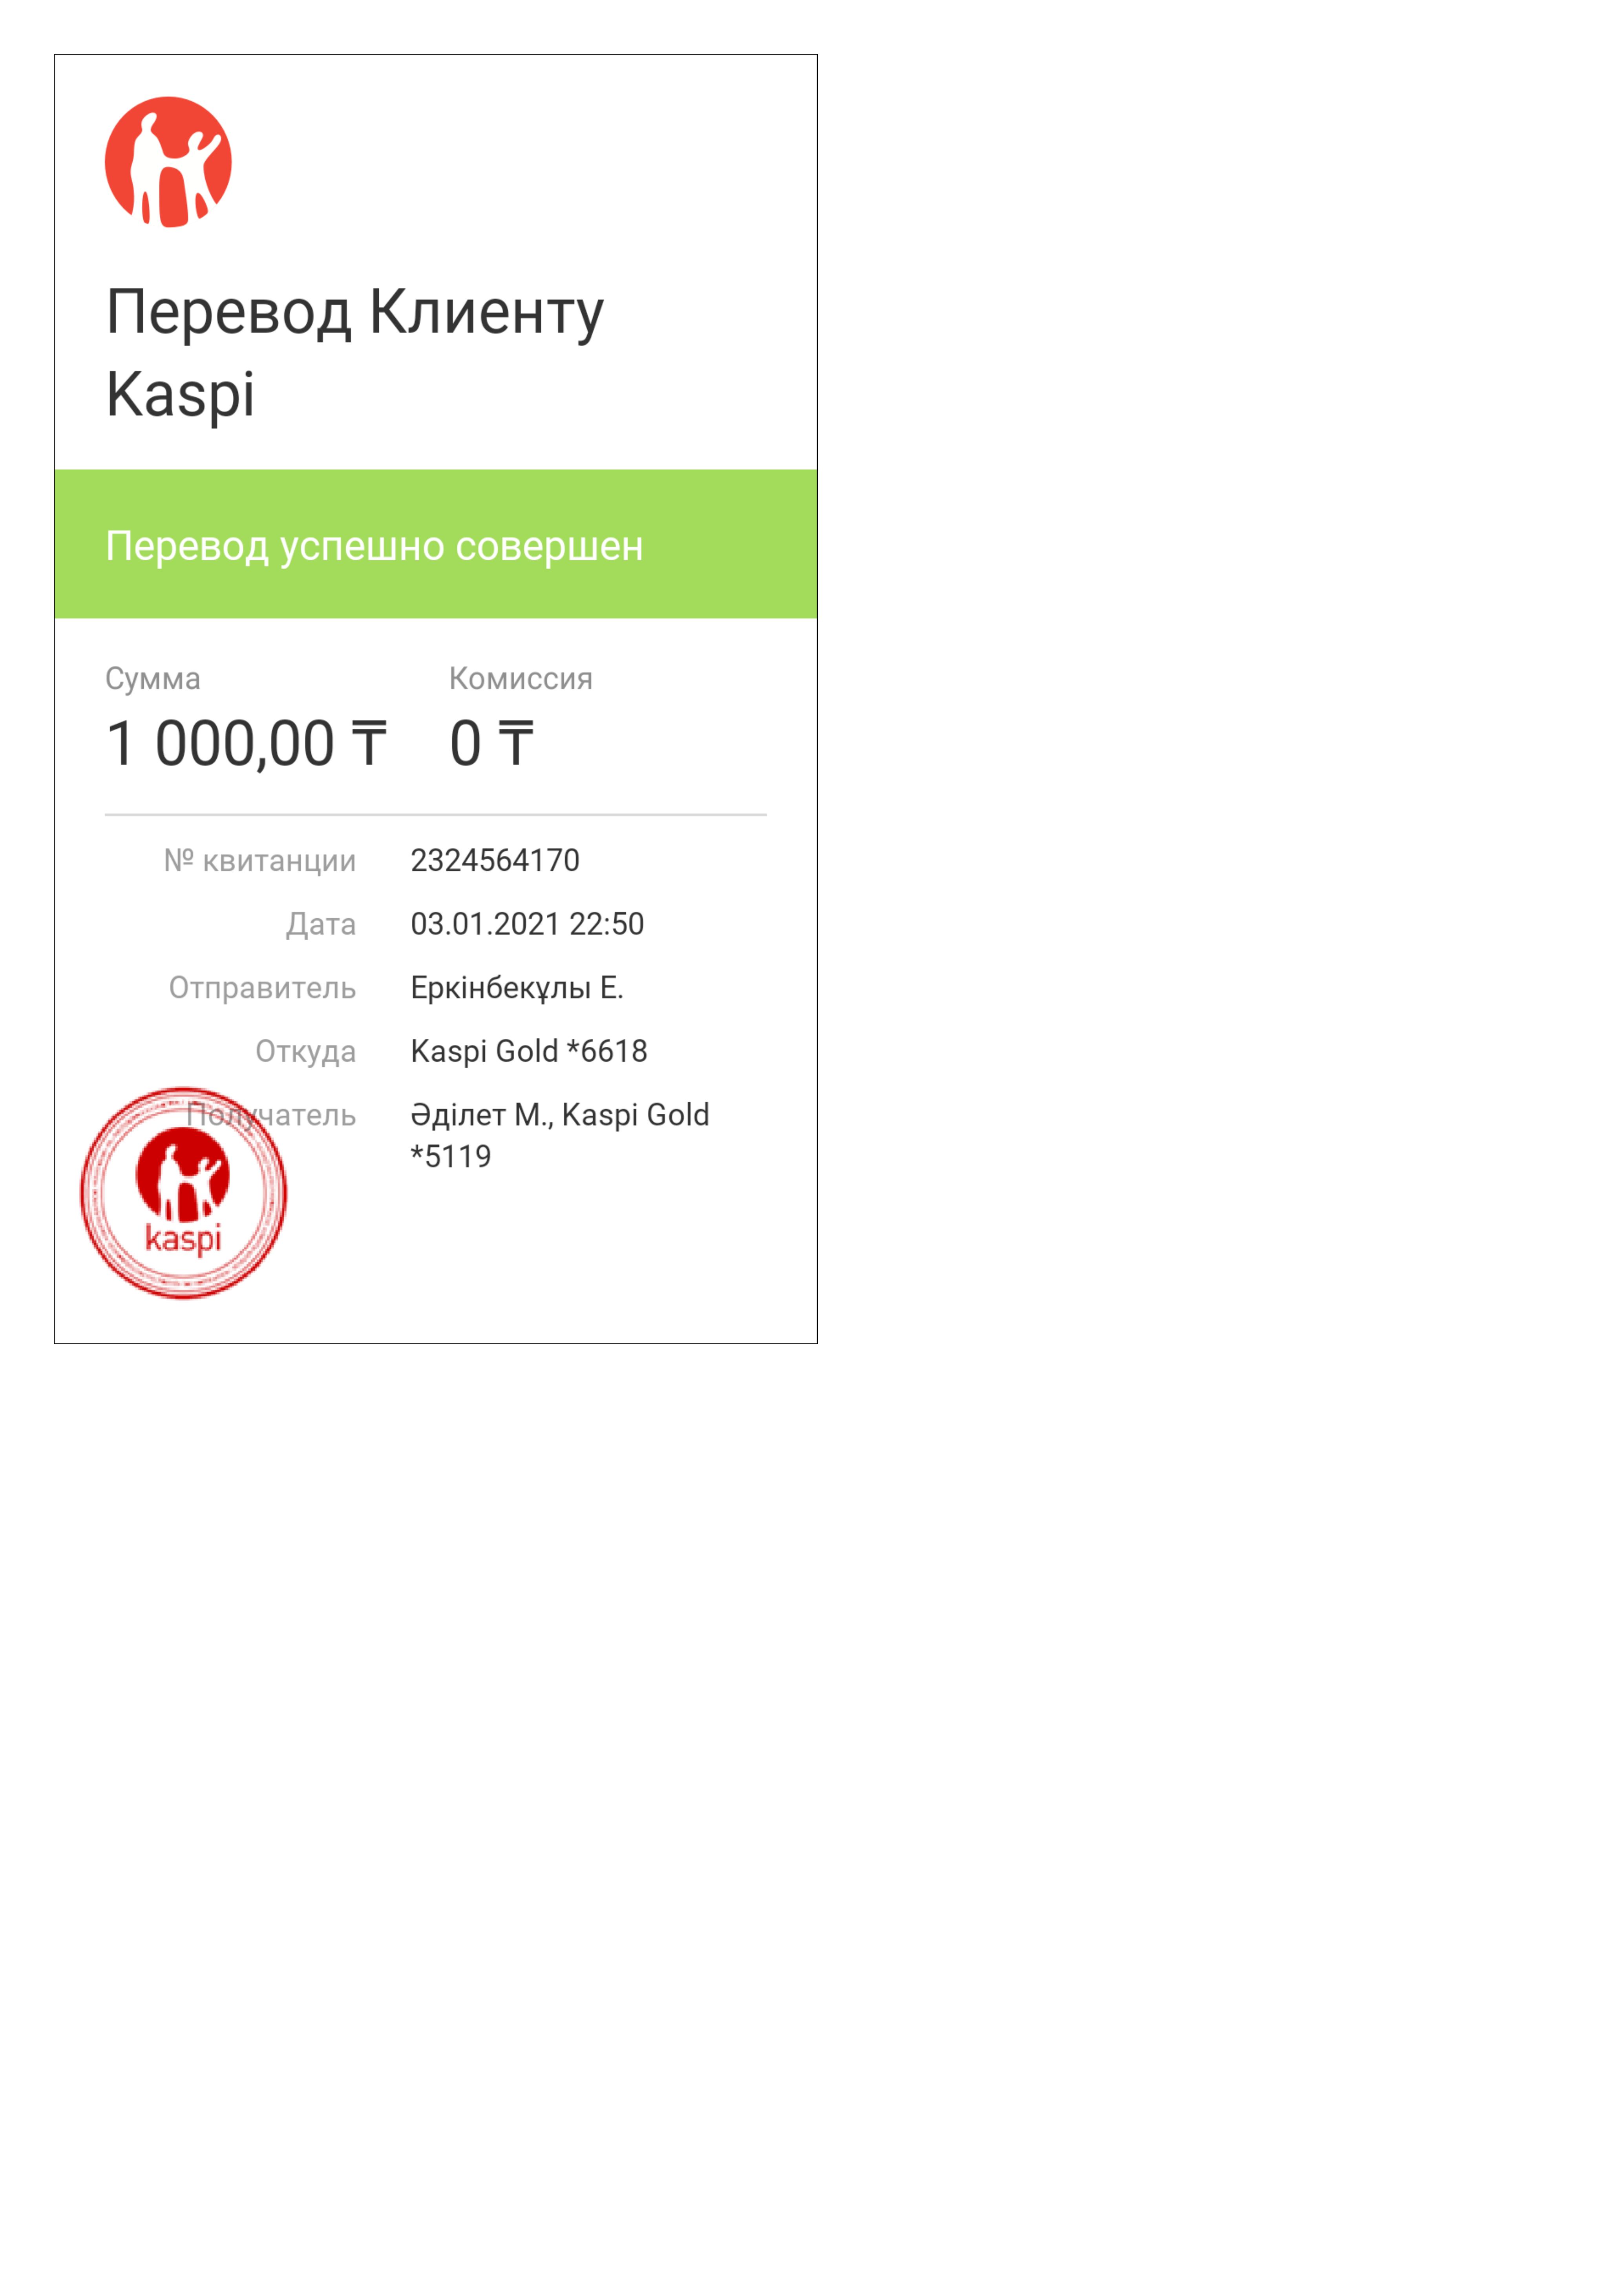 Перевод Клиенту
Kaspi
Перевод успешно совершен
Сумма Комиссия
1 000,00 ₸ 0 ₸
№ квитанции 2324564170
Дата 03.01.2021 22:50
Отправитель Еркінбекұлы Е.
Откуда Kaspi Gold *6618
Получатель Әділет М., Kaspi Gold
*5119
kaspi